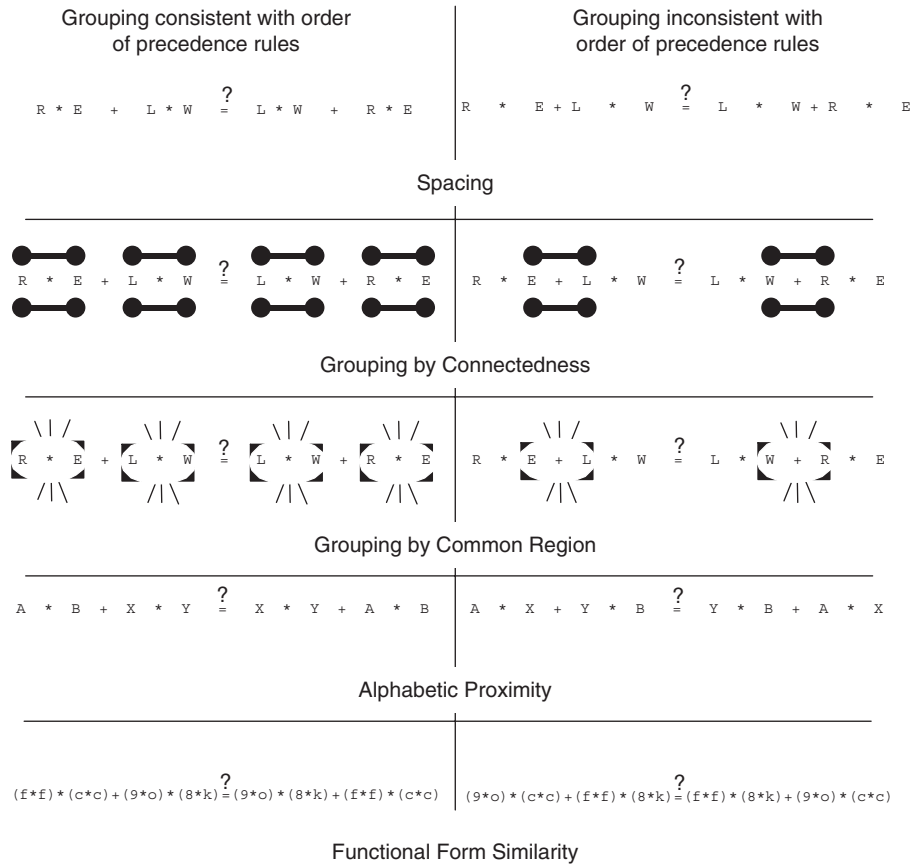 Grouping consistent with order
of precedence rules
Grouping inconsistent with
order of precedence rules
R * E + L * W ? = L * W + R * E
R * E + L * W ? = L * W + R * E
Spacing
R * E + L * W ? = L * W + R * E
R * E + L * W ? = L * W + R * E
Grouping by Connectedness
R * E + L * W ? = L * W + R * E
R * E + L * W ? = L * W + R * E
Grouping by Common Region
A * B + X * Y ? = X * Y + A * B
A * X + Y * B ? = Y * B + A * X
Alphabetic Proximity
(f*f)*(c*c)+(9*o)*(8*k) ? =(9*o)*(8*k)+(f*f)*(c*c)
(9*o)*(c*c)+(f*f)*(8*k) ? =(f*f)*(8*k)+(9*o)*(c*c)
Functional Form Similarity